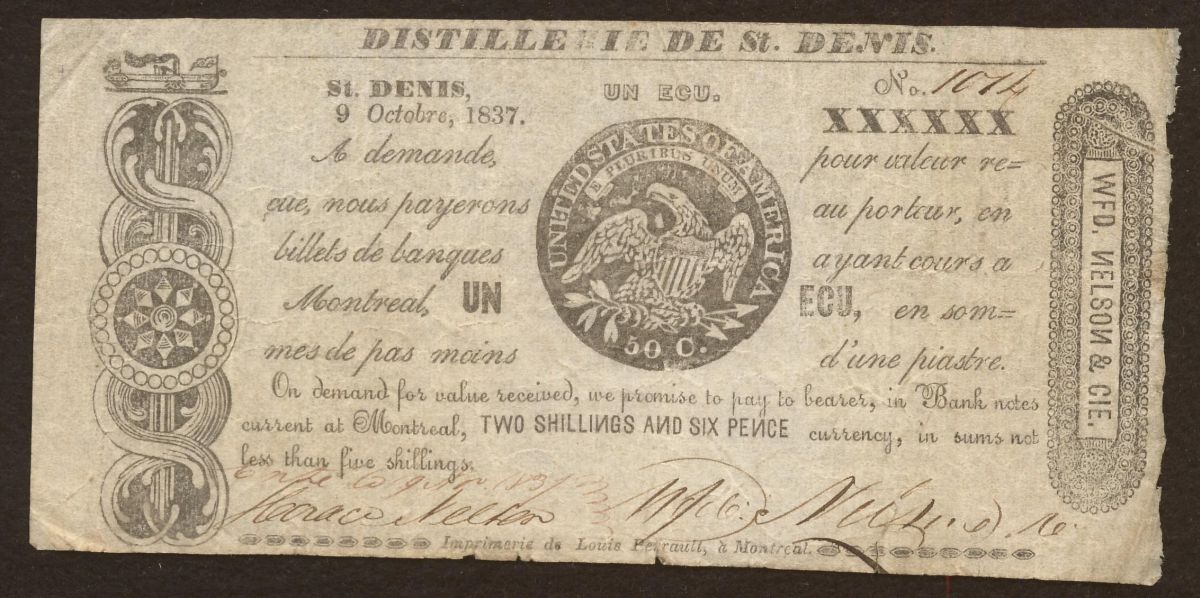 DISTILLERIE DE St. DENIS.
St. DENIS, UN ECU. No. 1074
9 Octobre, 1837. XXXXXX
UNITED STATES OF AMERICA
E PLURIBUS UNUM
50 C.
A demande, pour valeur re=
çue, nous payerons au porteur, en
billets de banques ayant cours a
Montreal, UN ECU, en som=
mes de pas moins d'une piastre.
On demand for value received, we promise to pay to bearer, in Bank notes
current at Montreal, TWO SHILLINGS AND SIX PENCE currency, in sums not
less than five shillings.
Horace Nelson Wfd. Nelson & Co.
Imprimerie de Louis Perrault, à Montreal.
WFD. NELSON & CIE.